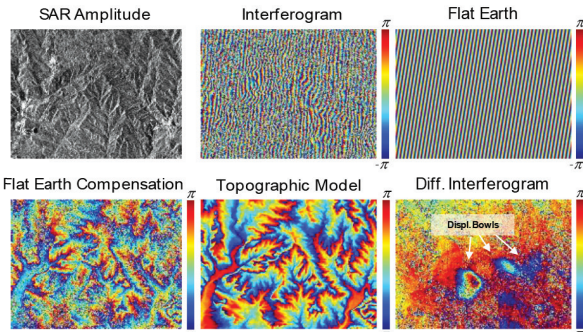 SAR Amplitude
Interferogram
Flat Earth
π
π
-π
-π
Flat Earth Compensation
Topographic Model
Diff. Interferogram
π
π
π
Displ. Bowls